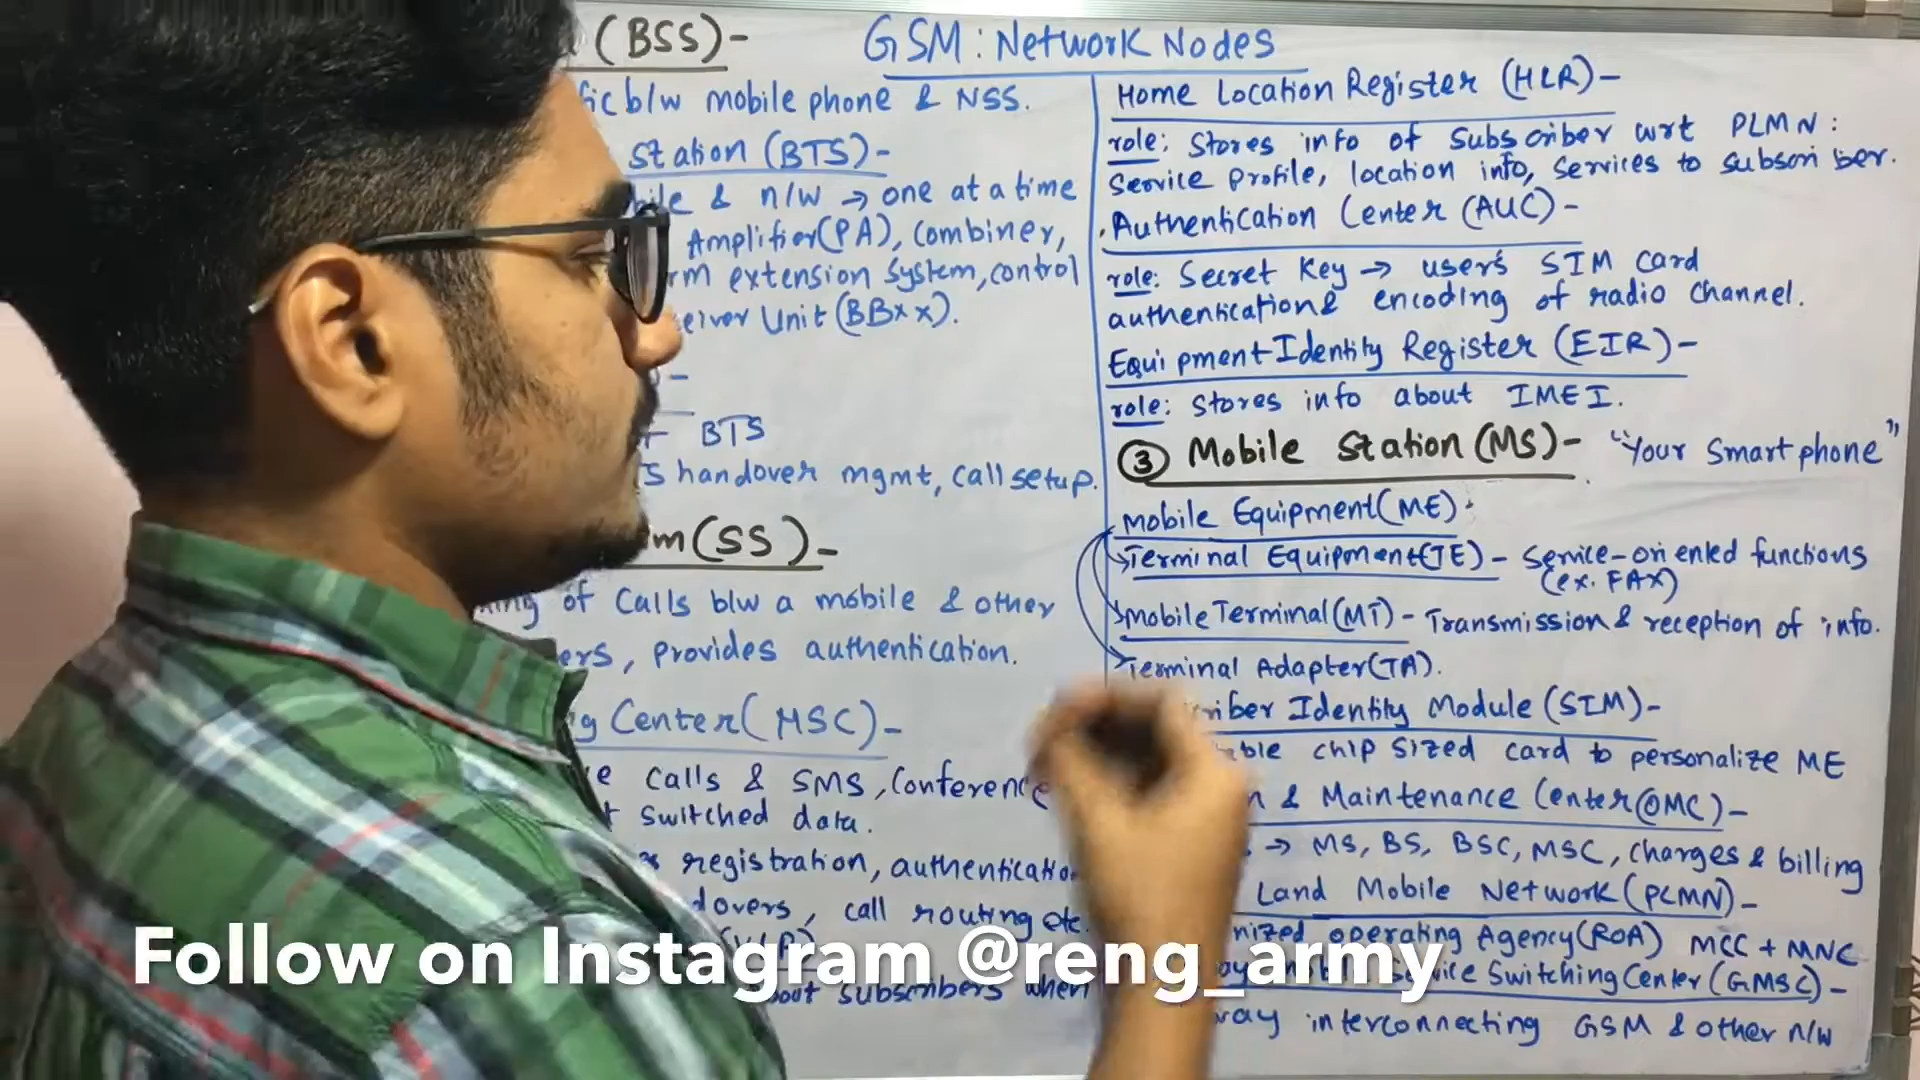 GSM: Network Nodes
(BSS)-
fic b/w mobile phone & NSS.
station (BTS)-
& n/w → one at a time
Amplifier(PA), Combiner,
extension system, control
Unit (BBxx).
BTS
handover mgmt, call setup.
(SS)-
of calls b/w a mobile & other
, provides authentication.
Center(MSC)-
calls & SMS, Conference
switched data.
registration, authentication
, call routing etc.
subscribers when
Home Location Register (HLR)-
role: Stores info of Subscriber wrt PLMN:
Service Profile, location info, services to subscriber.
Authentication Center (AUC)-
role: Secret Key → user's SIM card
authentication & encoding of radio channel.
Equipment Identity Register (EIR)-
role: Stores info about IMEI.
③ Mobile Station (MS)- "Your Smartphone"
Mobile Equipment(ME).
Terminal Equipment(TE)- Service-oriented functions
(ex. FAX)
Mobile Terminal(MT)- Transmission & reception of info.
Terminal Adapter(TA).
Identity Module (SIM)-
chip sized card to personalize ME
& Maintenance Center(OMC)-
→ MS, BS, BSC, MSC, charges & billing
Land Mobile Network (PLMN)-
operating Agency(ROA) MCC + MNC
Service Switching Center (GMSC)-
interconnecting GSM & other n/w
Follow on Instagram @reng_army